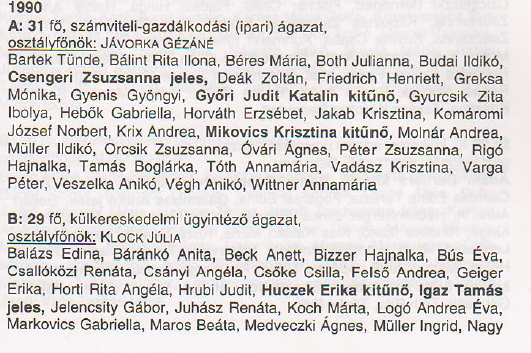 1990
A: 31 fő, számviteli-gazdálkodási (ipari) ágazat,
osztályfőnök: JÁVORKA GÉZÁNÉ
Bartek Tünde, Bálint Rita Ilona, Béres Mária, Both Julianna, Budai Ildikó,
Csengeri Zsuzsanna jeles, Deák Zoltán, Friedrich Henriett, Greksa
Mónika, Gyenis Gyöngyi, Győri Judit Katalin kitűnő, Gyurcsik Zita
Ibolya, Hebők Gabriella, Horváth Erzsébet, Jakab Krisztina, Komáromi
József Norbert, Krix Andrea, Mikovics Krisztina kitűnő, Molnár Andrea,
Müller Ildikó, Orcsik Zsuzsanna, Óvári Ágnes, Péter Zsuzsanna, Rigó
Hajnalka, Tamás Boglárka, Tóth Annamária, Vadász Krisztina, Varga
Péter, Veszelka Anikó, Végh Anikó, Wittner Annamária
B: 29 fő, külkereskedelmi ügyintéző ágazat,
osztályfőnök: KLOCK JÚLIA
Balázs Edina, Báránkó Anita, Beck Anett, Bizzer Hajnalka, Bús Éva,
Csallóközi Renáta, Csányi Angéla, Csőke Csilla, Felső Andrea, Geiger
Erika, Horti Rita Angéla, Hrubi Judit, Huczek Erika kitűnő, Igaz Tamás
jeles, Jelencsity Gábor, Juhász Renáta, Koch Márta, Logó Andrea Éva,
Markovics Gabriella, Maros Beáta, Medveczki Ágnes, Müller Ingrid, Nagy